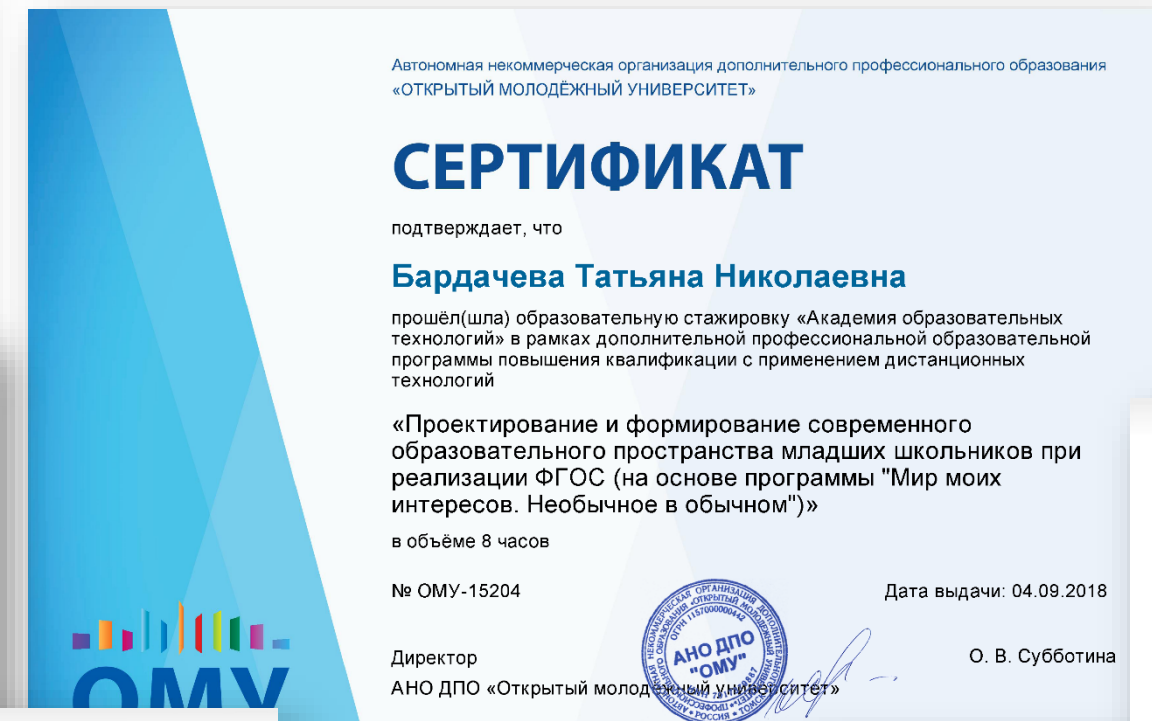 Автономная некоммерческая организация дополнительного профессионального образования
«ОТКРЫТЫЙ МОЛОДЁЖНЫЙ УНИВЕРСИТЕТ»
СЕРТИФИКАТ
подтверждает, что
Бардачева Татьяна Николаевна
прошёл(шла) образовательную стажировку «Академия образовательных
технологий» в рамках дополнительной профессиональной образовательной
программы повышения квалификации с применением дистанционных
технологий
«Проектирование и формирование современного
образовательного пространства младших школьников при
реализации ФГОС (на основе программы "Мир моих
интересов. Необычное в обычном")»
в объёме 8 часов
№ ОМУ-15204
Дата выдачи: 04.09.2018
АНО ДПО
"ОМУ"
ОГРН 1157000000442
Директор
О. В. Субботина
АНО ДПО «Открытый молодёжный университет»
ОМУ